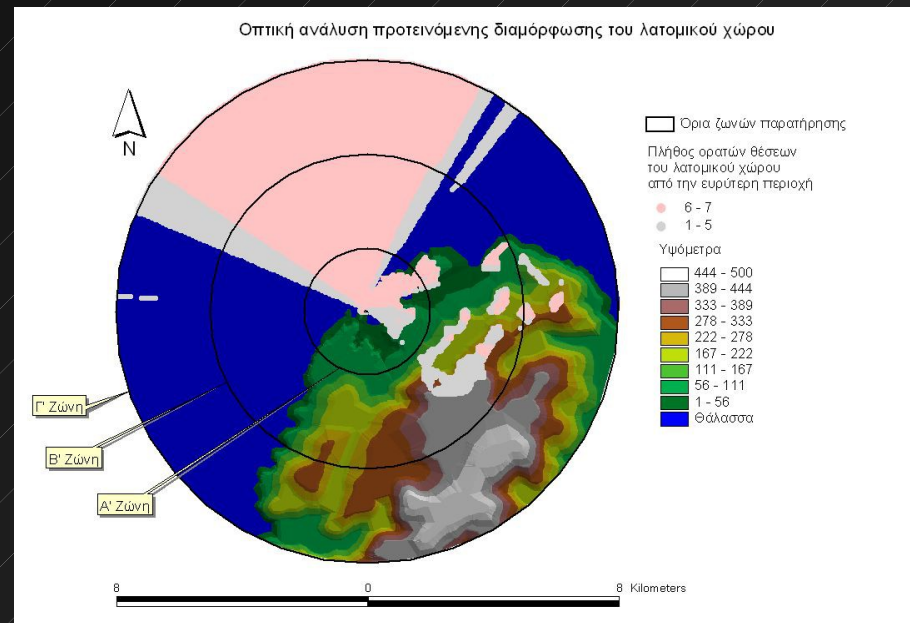 Οπτική ανάλυση προτεινόμενης διαμόρφωσης του λατομικού χώρου
N
Όρια ζωνών παρατήρησης
Πλήθος ορατών θέσεων
του λατομικού χώρου
από την ευρύτερη περιοχή
6 - 7
1 - 5
Υψόμετρα
444 - 500
389 - 444
333 - 389
278 - 333
222 - 278
167 - 222
111 - 167
56 - 111
1 - 56
Θάλασσα
Γ' Ζώνη
Β' Ζώνη
Α' Ζώνη
8 0 8 Kilometers